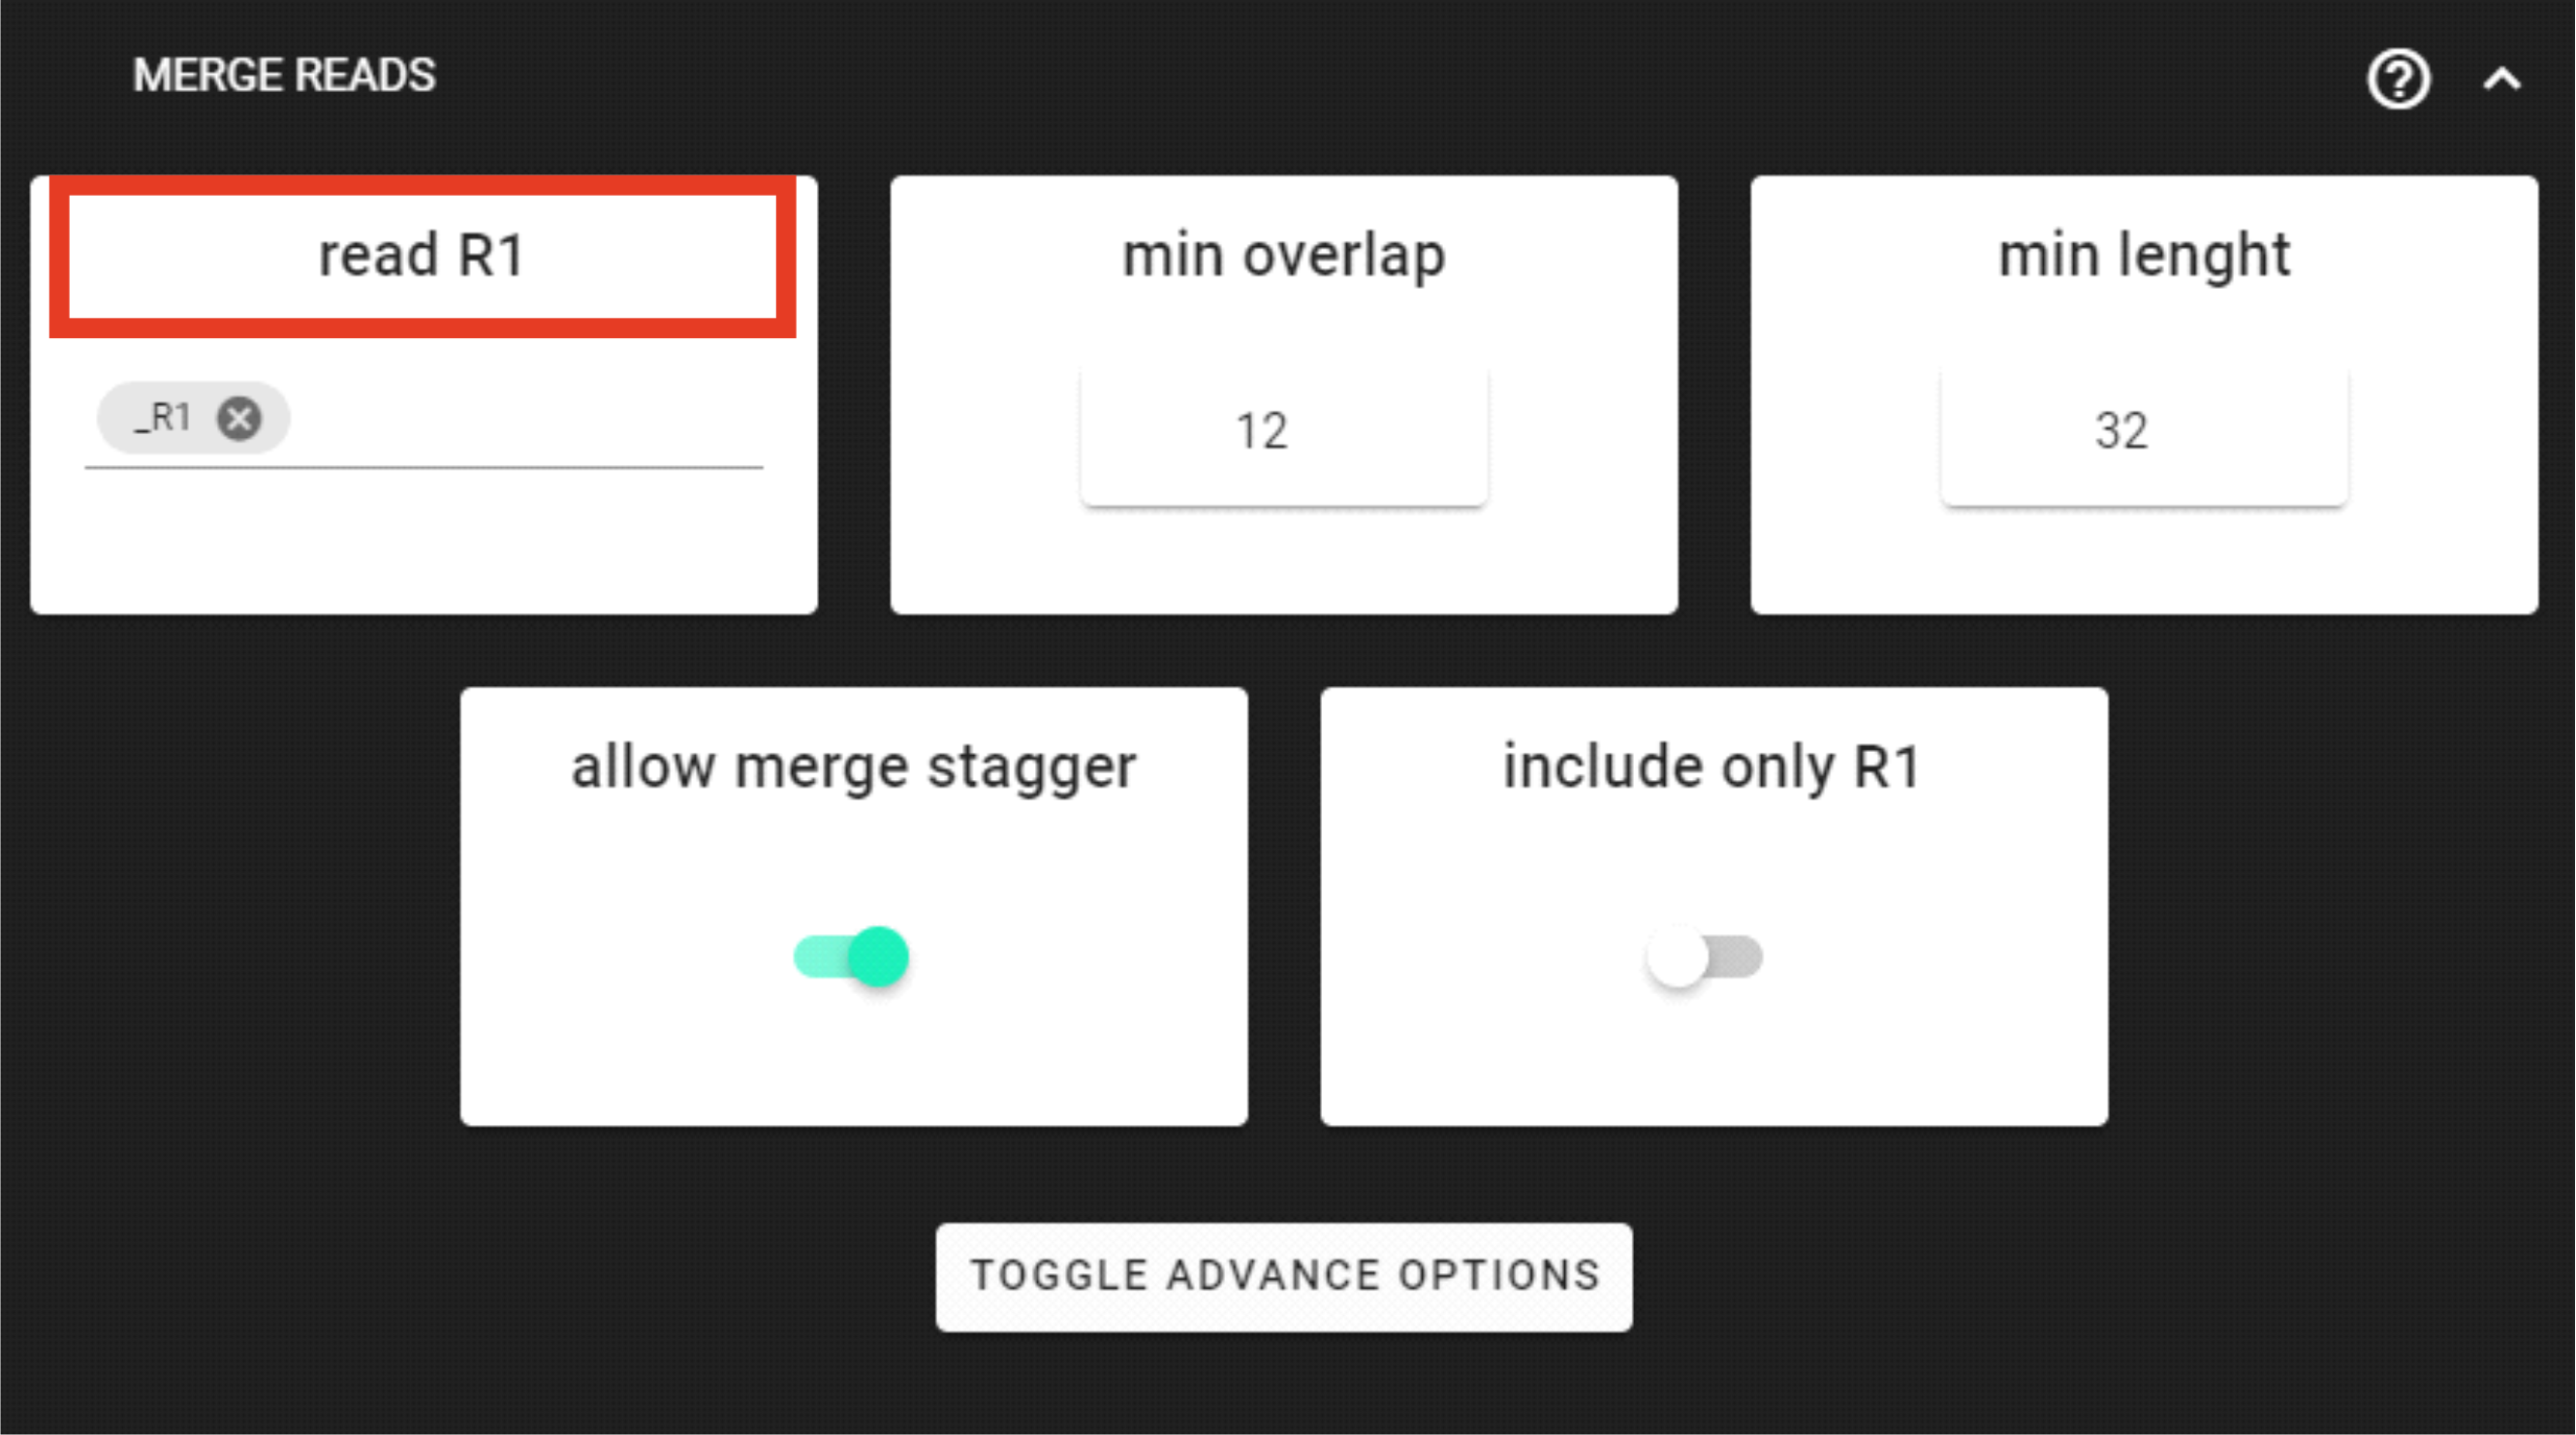 MERGE READS
read R1
min overlap
min lenght
_R1
12
32
allow merge stagger
include only R1
TOGGLE ADVANCE OPTIONS